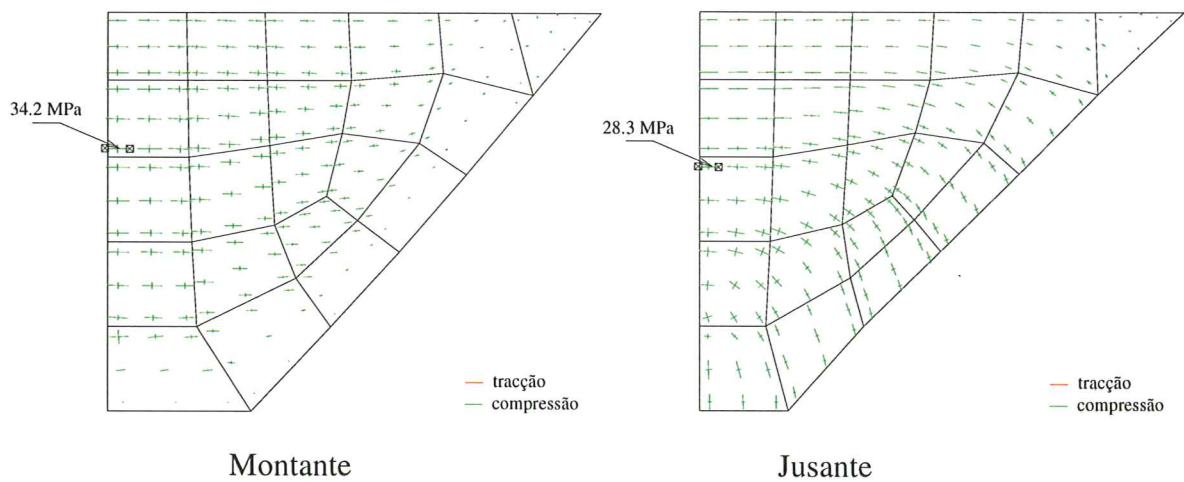 34.2 MPa
tracção
compressão
Montante
28.3 MPa
tracção
compressão
Jusante